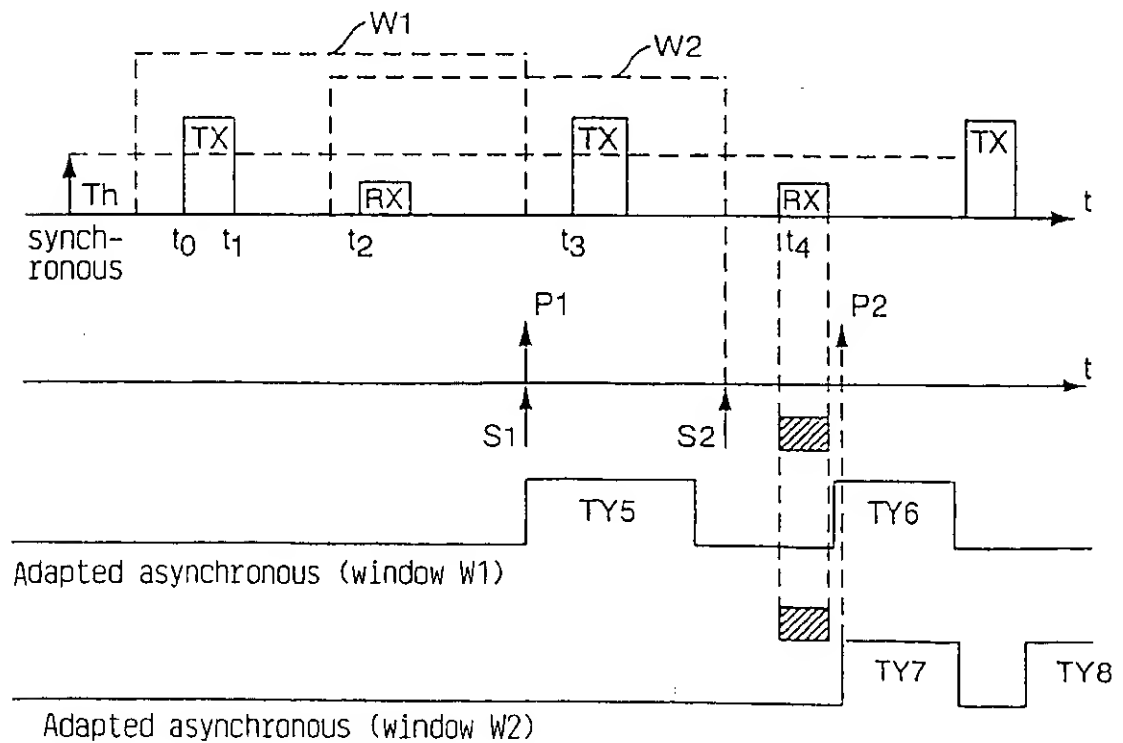 W1
W2
TX
TX
TX
Th
RX
RX
t
synch-
ronous
t0
t1
t2
t3
t4
P1
P2
t
S1
S2
TY5
TY6
Adapted asynchronous (window W1)
TY7
TY8
Adapted asynchronous (window W2)